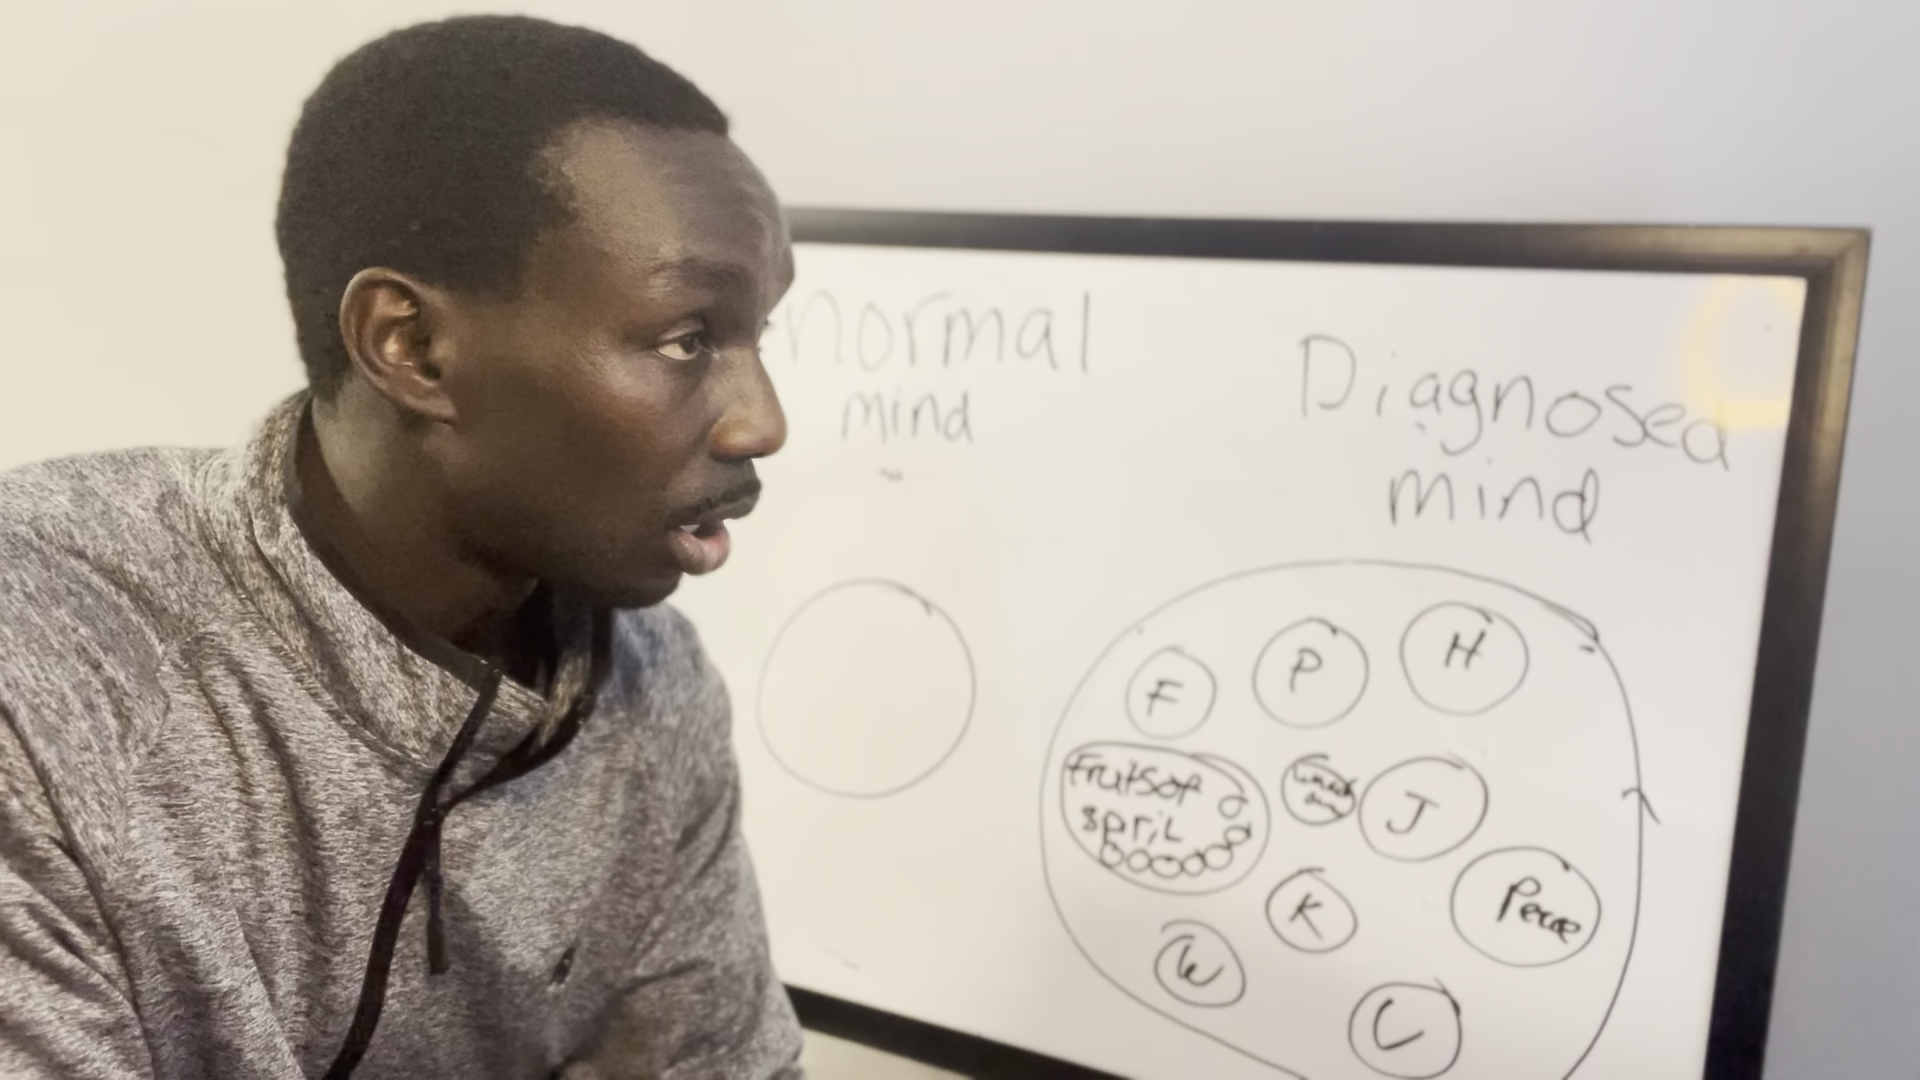 normal
mind
Diagnosed
mind
F
P
H
Frutsof
spril
J
K
Peace
W
C